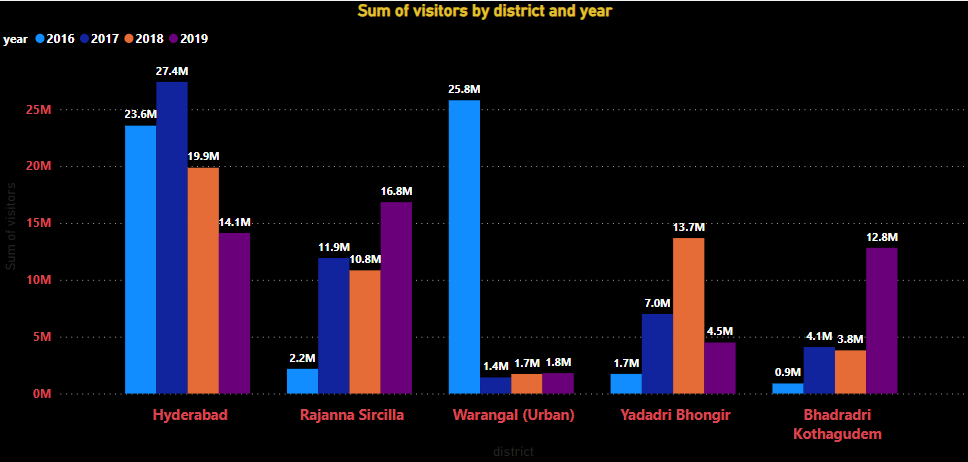 Sum of visitors by district and year
year 2016 2017 2018 2019
Sum of visitors
25M
20M
15M
10M
5M
0M
23.6M 27.4M 19.9M 14.1M
2.2M 11.9M 10.8M 16.8M
25.8M 1.4M 1.7M 1.8M
1.7M 7.0M 13.7M 4.5M
0.9M 4.1M 3.8M 12.8M
Hyderabad Rajanna Sircilla Warangal (Urban) Yadadri Bhongir Bhadradri
Kothagudem
district